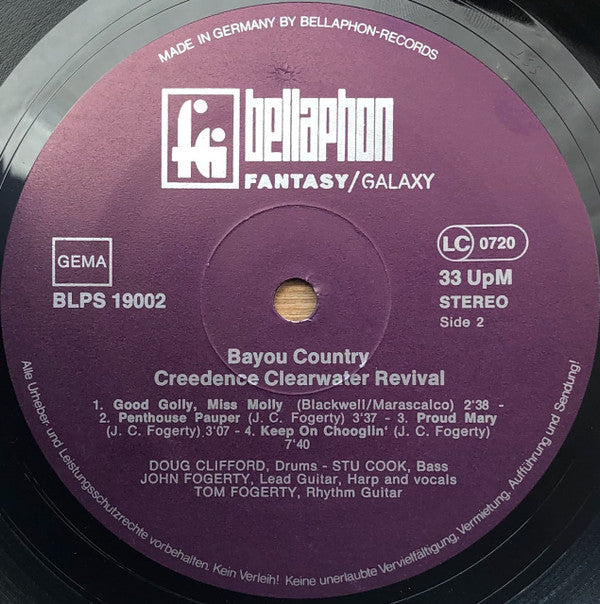 MADE IN GERMANY BY BELLAPHON-RECORDS
bellaphon
FANTASY/GALAXY
GEMA
BLPS 19002
LC 0720
33 UpM
STEREO
Side 2
Bayou Country
Creedence Clearwater Revival
1. Good Golly, Miss Molly (Blackwell/Marascalco) 2'38 -
2. Penthouse Pauper (J. C. Fogerty) 3'37 - 3. Proud Mary
(J. C. Fogerty) 3'07 - 4. Keep On Chooglin' (J. C. Fogerty)
7'40
DOUG CLIFFORD, Drums - STU COOK, Bass
JOHN FOGERTY, Lead Guitar, Harp and vocals
TOM FOGERTY, Rhythm Guitar
Alle Urheber- und Leistungsschutzrechte vorbehalten. Kein Verleih! Keine unerlaubte Vervielfältigung, Vermietung, Aufführung und Sendung!